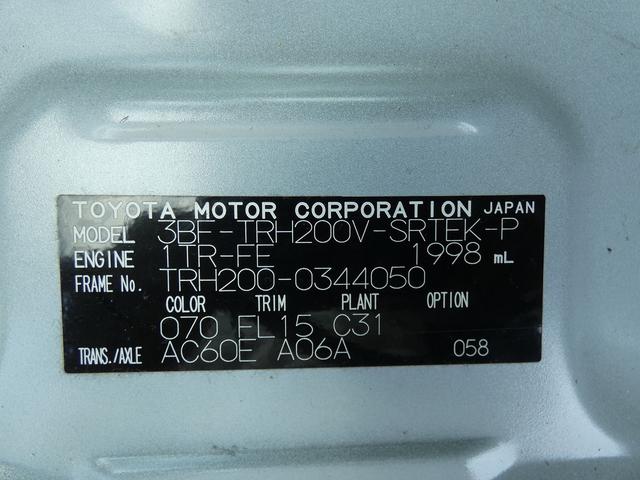 TOYOTA MOTOR CORPORATION JAPAN
MODEL 3BF-TRH200V-SRTEK-P
ENGINE 1TR-FE 1998 mL
FRAME No. TRH200-0344050
COLOR TRIM PLANT OPTION
070 FL15 C31
TRANS./AXLE AC60E A06A 058